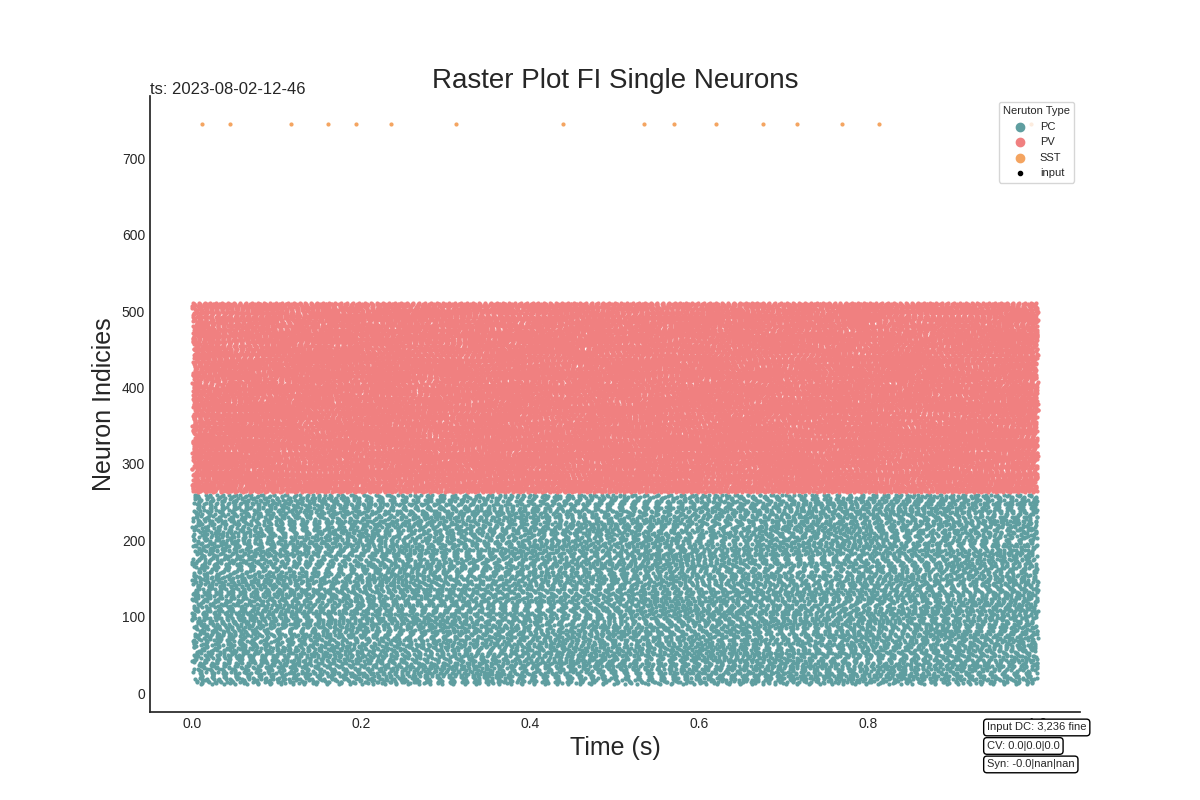 Raster Plot FI Single Neurons
ts: 2023-08-02-12-46
Neruton Type
PC
PV
SST
input
700
600
500
400
300
200
100
0
Neuron Indicies
0.0 0.2 0.4 0.6 0.8
Time (s)
Input DC: 3,236 fine
CV: 0.0|0.0|0.0
Syn: -0.0|nan|nan